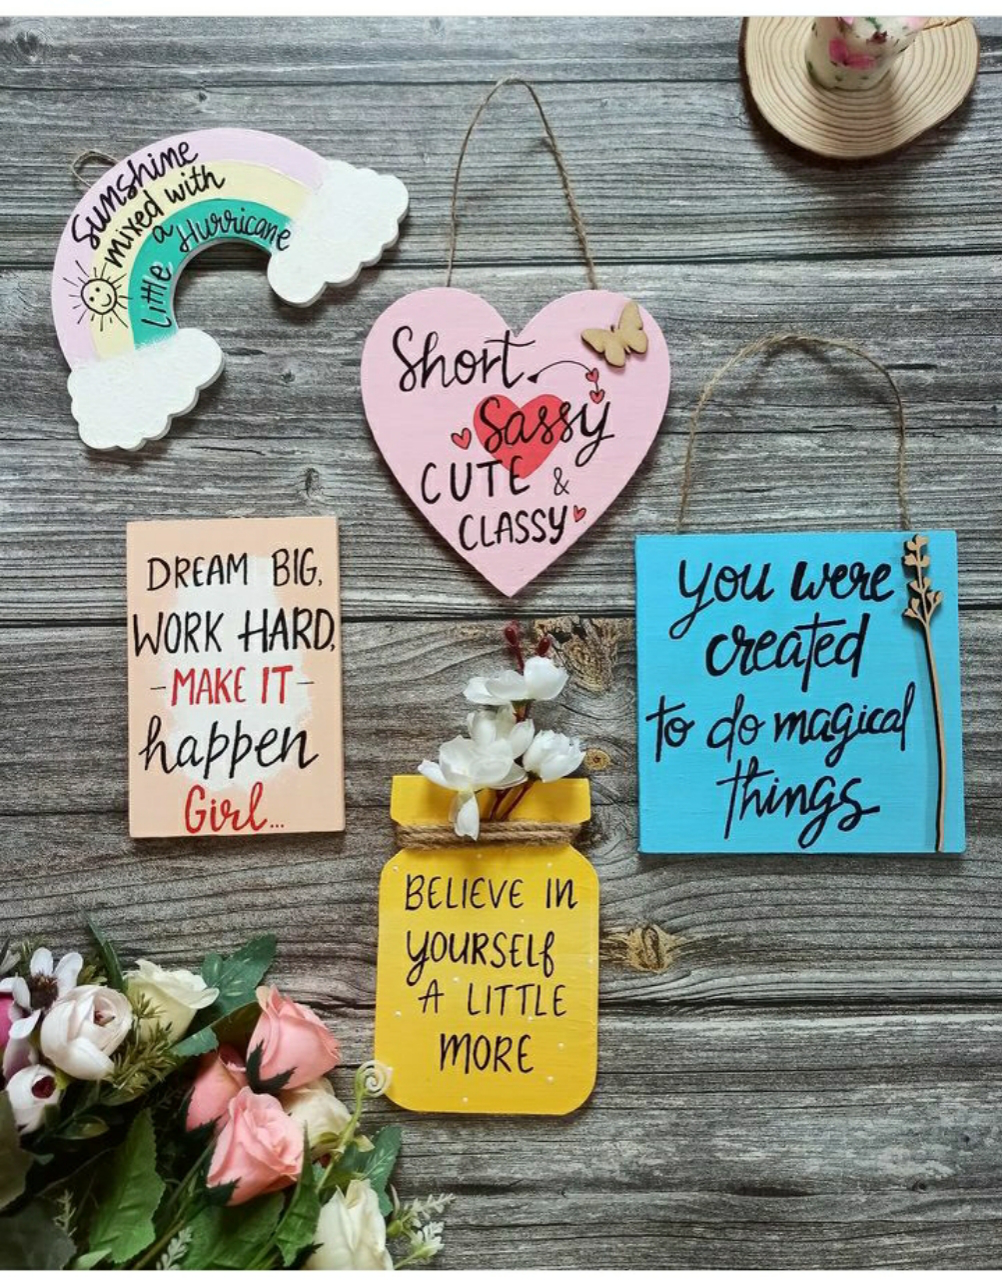 Sunshine
mixed with
a
Little Hurricane
Short
Sassy
CUTE &
CLASSY
DREAM BIG,
WORK HARD,
-MAKE IT-
happen
Girl...
you were
created
to do magical
things
BELIEVE IN
YOURSELF
A LITTLE
MORE